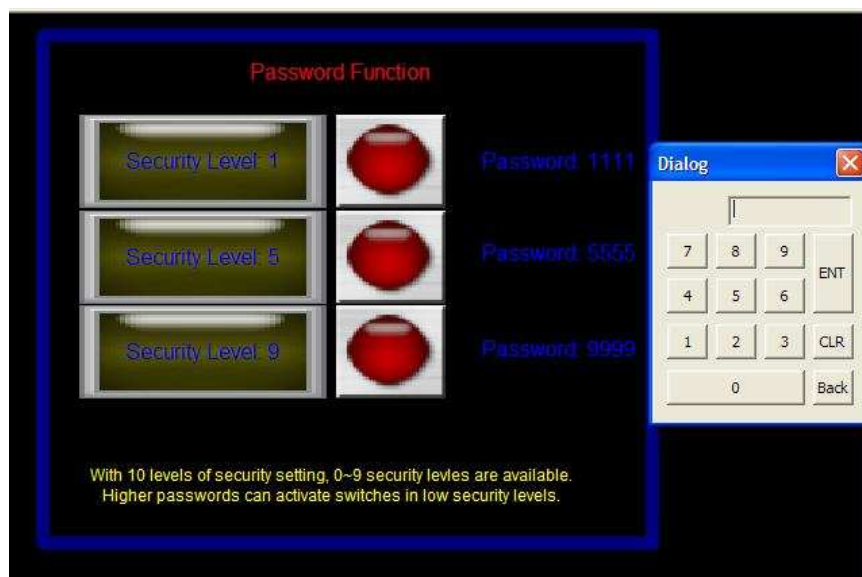 Password Function
Security Level: 1
Password: 1111
Security Level: 5
Password: 5555
Security Level: 9
Password: 9999
Dialog
7 8 9 ENT
4 5 6
1 2 3 CLR
0 Back
With 10 levels of security setting, 0~9 security levles are available.
Higher passwords can activate switches in low security levels.